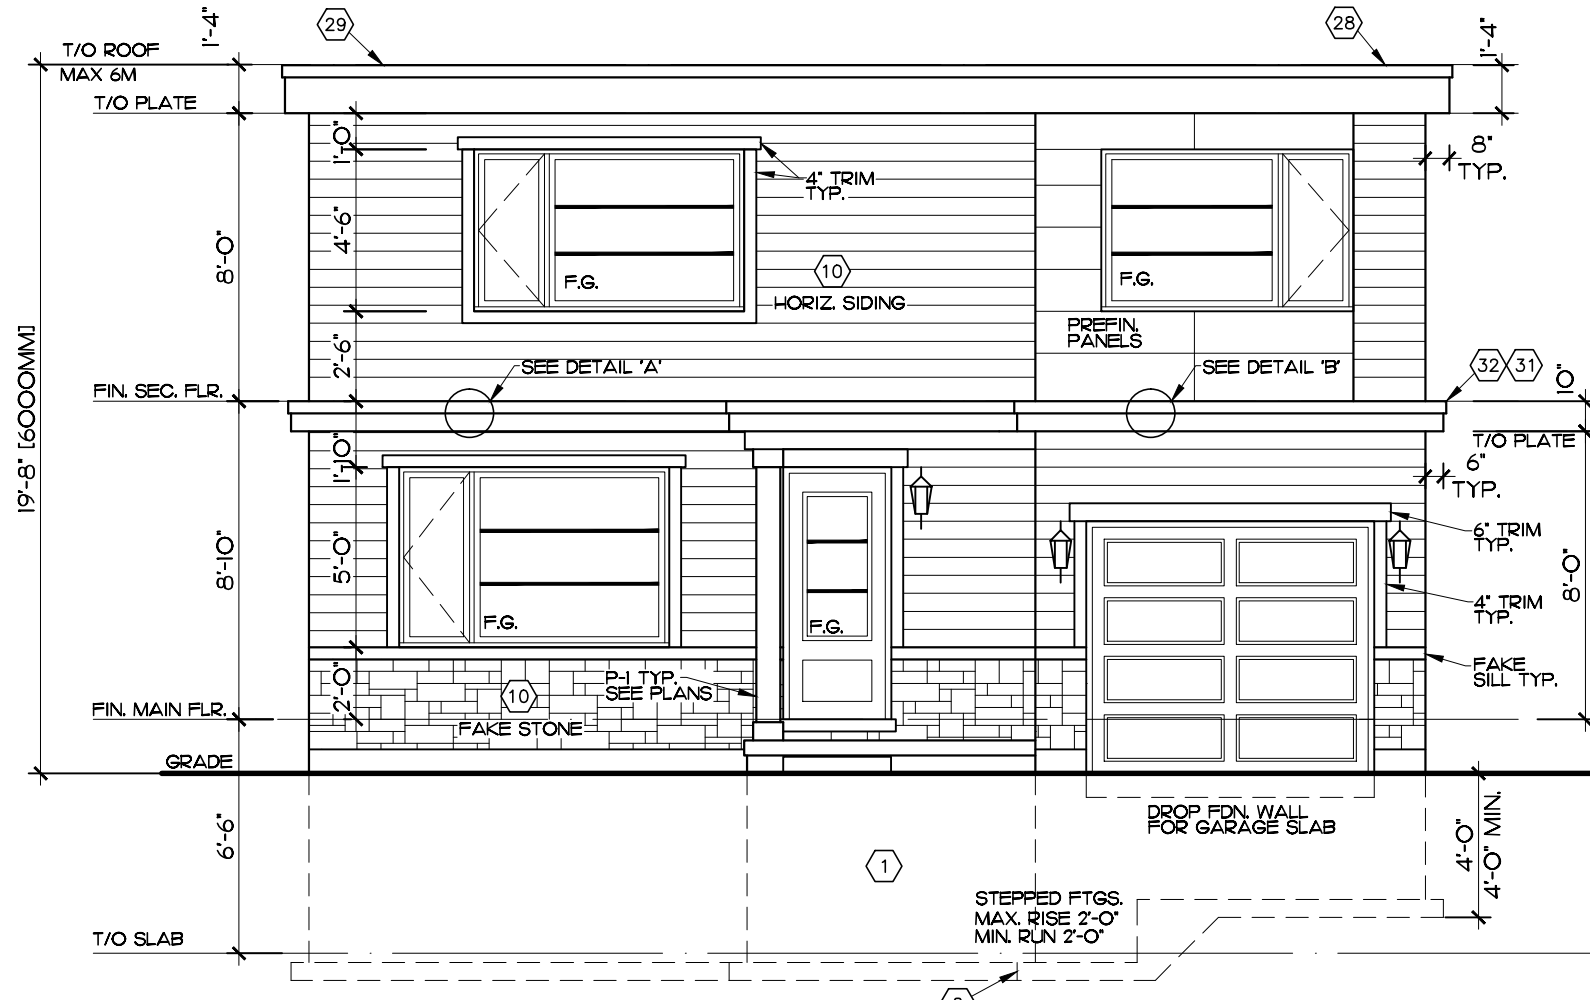 1'-4"
29
28
1'-4"
T/O ROOF
MAX 6M
T/O PLATE
1'-0"
8"
TYP.
4" TRIM
TYP.
4'-6"
8'-0"
10
F.G.
F.G.
HORIZ. SIDING
PREFIN.
PANELS
2'-6"
SEE DETAIL 'A'
SEE DETAIL 'B'
32
31
10"
FIN. SEC. FLR.
19'-8" [6000MM]
T/O PLATE
1'-10"
6"
TYP.
6" TRIM
TYP.
8'-10"
5'-0"
8'-0"
4" TRIM
TYP.
F.G.
F.G.
FAKE
SILL TYP.
P-1 TYP.
SEE PLANS
2'-0"
10
FIN. MAIN FLR.
FAKE STONE
GRADE
DROP FDN. WALL
FOR GARAGE SLAB
6'-6"
4'-0"
4'-0" MIN.
1
STEPPED FTGS.
MAX. RISE 2'-0"
MIN. RUN 2'-0"
T/O SLAB